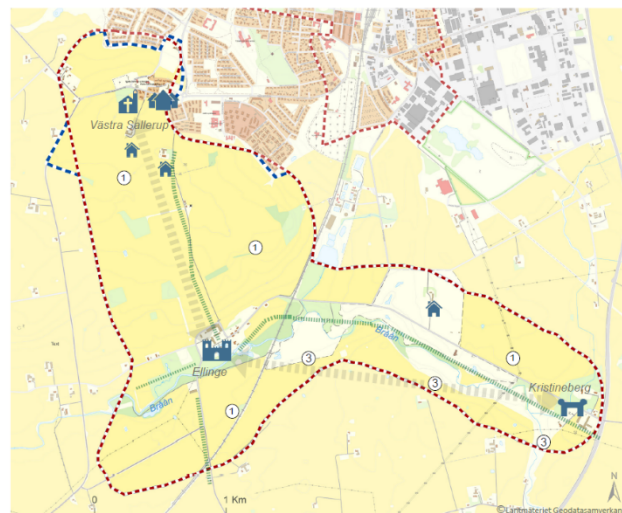 Västra Sallerup
1
1
Ellinge
3
3
Bråån
1
Kristineberg
1
3
Bråån
0
1 Km
N
©Lantmäteriet Geodatasamverkan